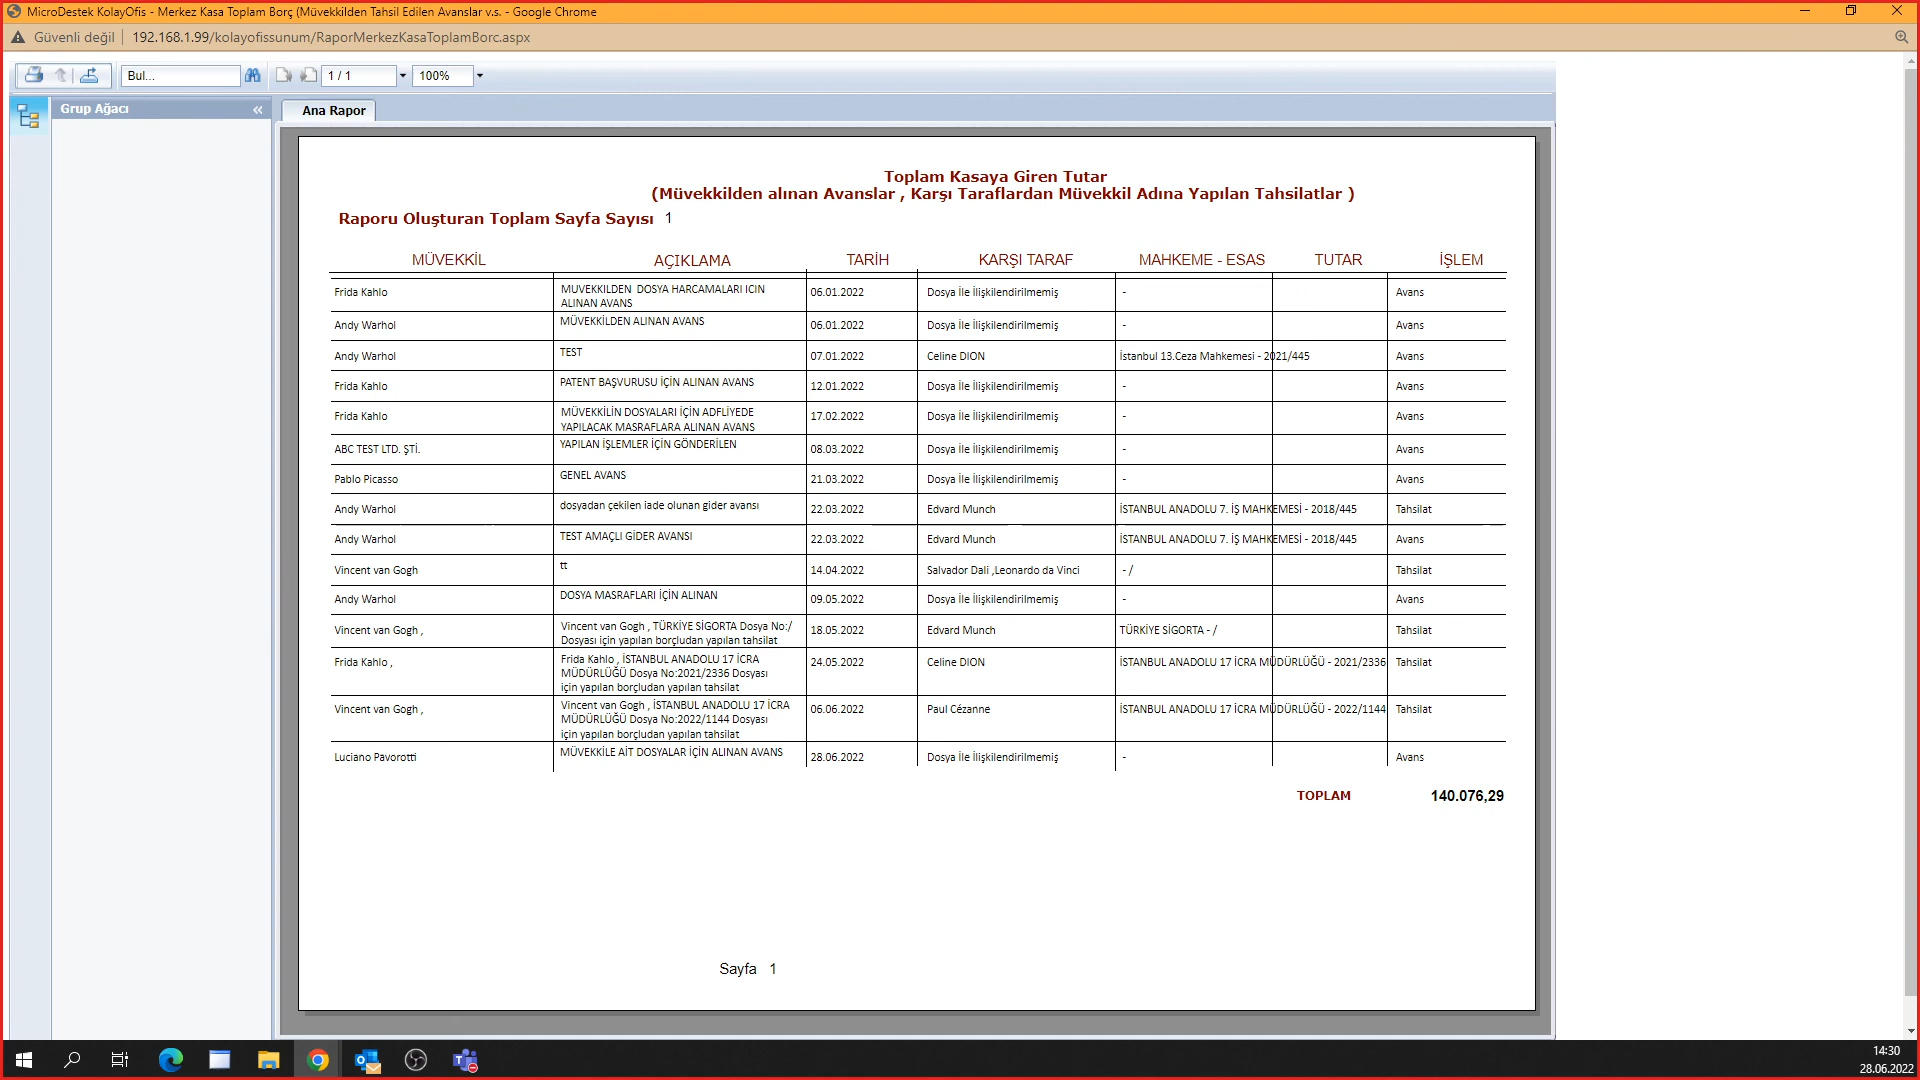 MicroDestek KolayOfis - Merkez Kasa Toplam Borç (Müvekkilden Tahsil Edilen Avanslar v.s. - Google Chrome
Güvenli değil 192.168.1.99/kolayofissunum/RaporMerkezKasaToplamBorc.aspx
Bul... 1 / 1 100%
Grup Ağacı «
Ana Rapor
Toplam Kasaya Giren Tutar
(Müvekkilden alınan Avanslar , Karşı Taraflardan Müvekkil Adına Yapılan Tahsilatlar )
Raporu Oluşturan Toplam Sayfa Sayısı 1
MÜVEKKİL AÇIKLAMA TARİH KARŞI TARAF MAHKEME - ESAS TUTAR İŞLEM
Frida Kahlo MUVEKKILDEN DOSYA HARCAMALARI ICIN ALINAN AVANS 06.01.2022 Dosya İle İlişkilendirilmemiş - Avans
Andy Warhol MÜVEKKİLDEN ALINAN AVANS 06.01.2022 Dosya İle İlişkilendirilmemiş - Avans
Andy Warhol TEST 07.01.2022 Celine DION İstanbul 13.Ceza Mahkemesi - 2021/445 Avans
Frida Kahlo PATENT BAŞVURUSU İÇİN ALINAN AVANS 12.01.2022 Dosya İle İlişkilendirilmemiş - Avans
Frida Kahlo MÜVEKKİLİN DOSYALARI İÇİN ADFLİYEDE YAPILACAK MASRAFLARA ALINAN AVANS 17.02.2022 Dosya İle İlişkilendirilmemiş - Avans
ABC TEST LTD. ŞTİ. YAPILAN İŞLEMLER İÇİN GÖNDERİLEN 08.03.2022 Dosya İle İlişkilendirilmemiş - Avans
Pablo Picasso GENEL AVANS 21.03.2022 Dosya İle İlişkilendirilmemiş - Avans
Andy Warhol dosyadan çekilen iade olunan gider avansı 22.03.2022 Edvard Munch İSTANBUL ANADOLU 7. İŞ MAHKEMESİ - 2018/445 Tahsilat
Andy Warhol TEST AMAÇLI GİDER AVANSI 22.03.2022 Edvard Munch İSTANBUL ANADOLU 7. İŞ MAHKEMESİ - 2018/445 Avans
Vincent van Gogh tt 14.04.2022 Salvador Dali ,Leonardo da Vinci - / Tahsilat
Andy Warhol DOSYA MASRAFLARI İÇİN ALINAN 09.05.2022 Dosya İle İlişkilendirilmemiş - Avans
Vincent van Gogh , Vincent van Gogh , TÜRKİYE SİGORTA Dosya No:/ Dosyası için yapılan borçludan yapılan tahsilat 18.05.2022 Edvard Munch TÜRKİYE SİGORTA - / Tahsilat
Frida Kahlo , Frida Kahlo , İSTANBUL ANADOLU 17 İCRA MÜDÜRLÜĞÜ Dosya No:2021/2336 Dosyası için yapılan borçludan yapılan tahsilat 24.05.2022 Celine DION İSTANBUL ANADOLU 17 İCRA MÜDÜRLÜĞÜ - 2021/2336 Tahsilat
Vincent van Gogh , Vincent van Gogh , İSTANBUL ANADOLU 17 İCRA MÜDÜRLÜĞÜ Dosya No:2022/1144 Dosyası için yapılan borçludan yapılan tahsilat 06.06.2022 Paul Cézanne İSTANBUL ANADOLU 17 İCRA MÜDÜRLÜĞÜ - 2022/1144 Tahsilat
Luciano Pavorotti MÜVEKKİLE AİT DOSYALAR İÇİN ALINAN AVANS 28.06.2022 Dosya İle İlişkilendirilmemiş - Avans
TOPLAM 140.076,29
Sayfa 1
14:30
28.06.2022